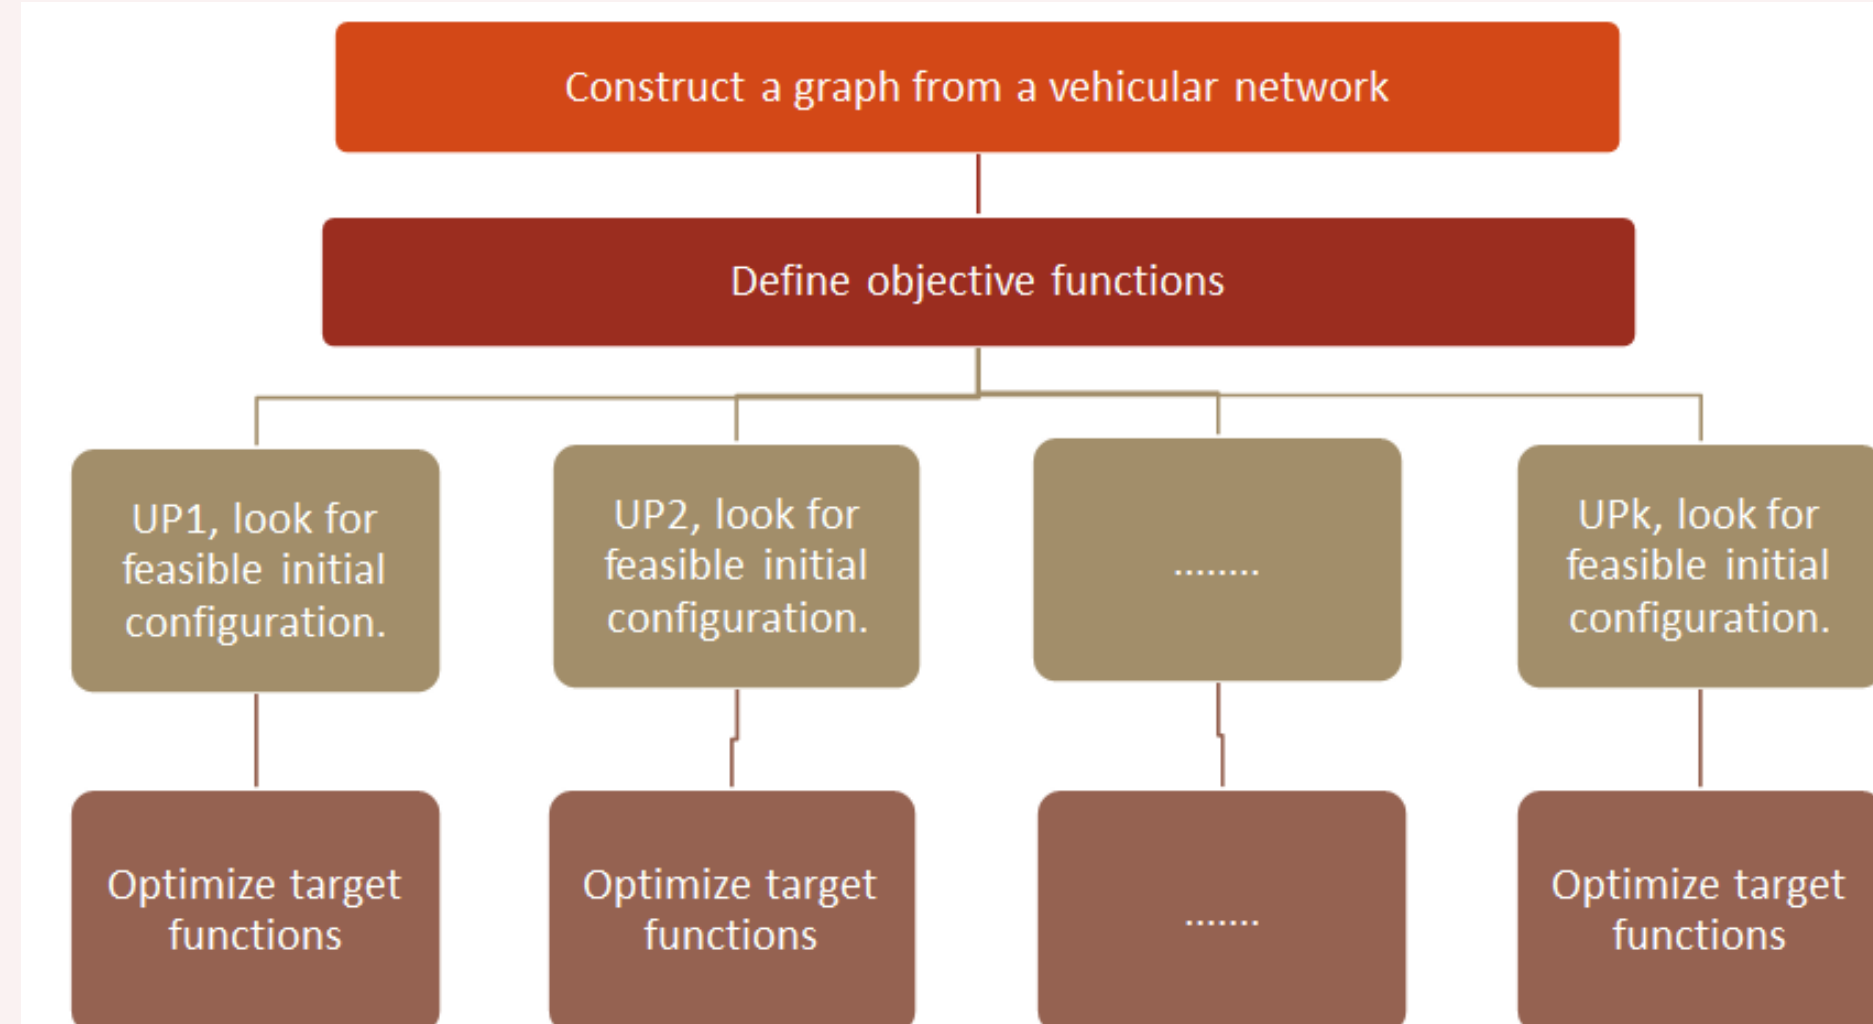 Construct a graph from a vehicular network
Define objective functions
UP1, look for
feasible initial
configuration.
UP2, look for
feasible initial
configuration.
........
UPk, look for
feasible initial
configuration.
Optimize target
functions
Optimize target
functions
.......
Optimize target
functions